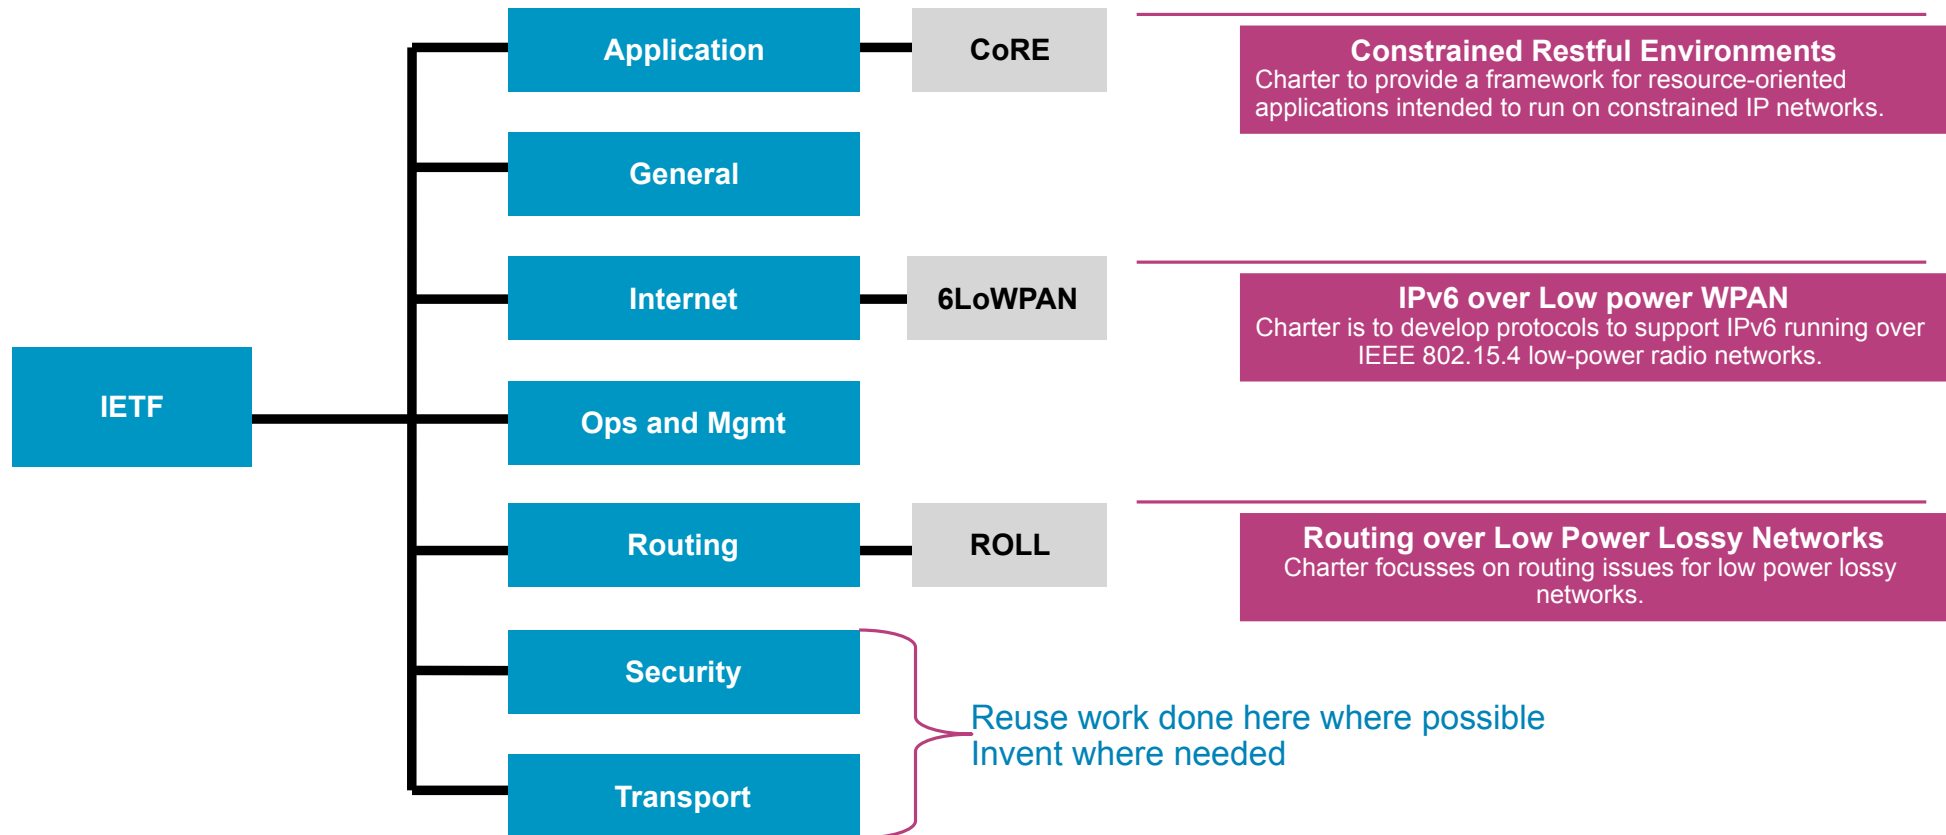 Application
CoRE
Constrained Restful Environments
Charter to provide a framework for resource-oriented
applications intended to run on constrained IP networks.
General
Internet
6LoWPAN
IPv6 over Low power WPAN
Charter is to develop protocols to support IPv6 running over
IEEE 802.15.4 low-power radio networks.
IETF
Ops and Mgmt
Routing
ROLL
Routing over Low Power Lossy Networks
Charter focusses on routing issues for low power lossy
networks.
Security
Reuse work done here where possible
Invent where needed
Transport